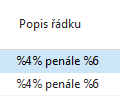 Popis řádku
%4% penále %6
%4% penále %6